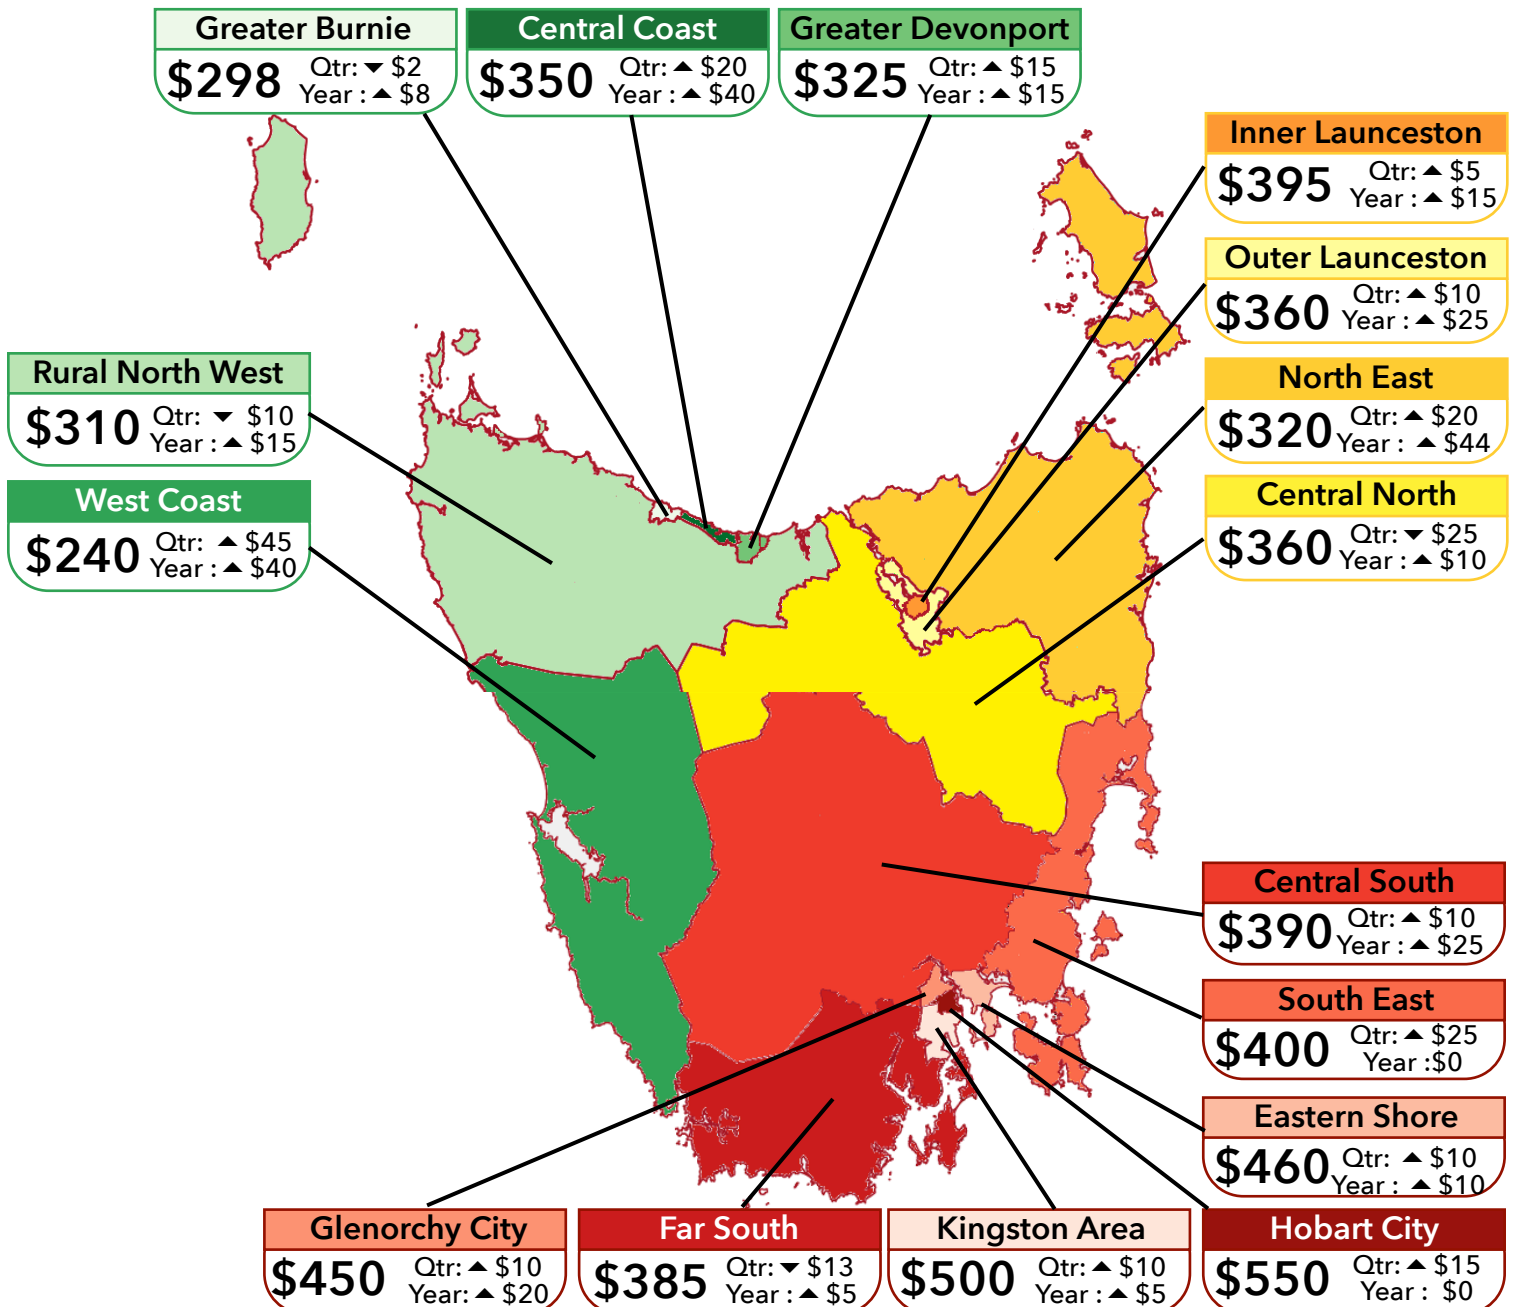 Greater Burnie
$298
Qtr: ▼ $2
Year : ▲ $8
Central Coast
$350
Qtr: ▲ $20
Year : ▲ $40
Greater Devonport
$325
Qtr: ▲ $15
Year : ▲ $15
Inner Launceston
$395
Qtr: ▲ $5
Year : ▲ $15
Outer Launceston
$360
Qtr: ▲ $10
Year : ▲ $25
North East
$320
Qtr: ▲ $20
Year : ▲ $44
Central North
$360
Qtr: ▼ $25
Year : ▲ $10
Rural North West
$310
Qtr: ▼ $10
Year : ▲ $15
West Coast
$240
Qtr: ▲ $45
Year : ▲ $40
Central South
$390
Qtr: ▲ $10
Year : ▲ $25
South East
$400
Qtr: ▲ $25
Year :$0
Eastern Shore
$460
Qtr: ▲ $10
Year : ▲ $10
Glenorchy City
$450
Qtr: ▲ $10
Year: ▲ $20
Far South
$385
Qtr: ▼ $13
Year : ▲ $5
Kingston Area
$500
Qtr: ▲ $10
Year : ▲ $5
Hobart City
$550
Qtr: ▲ $15
Year : $0